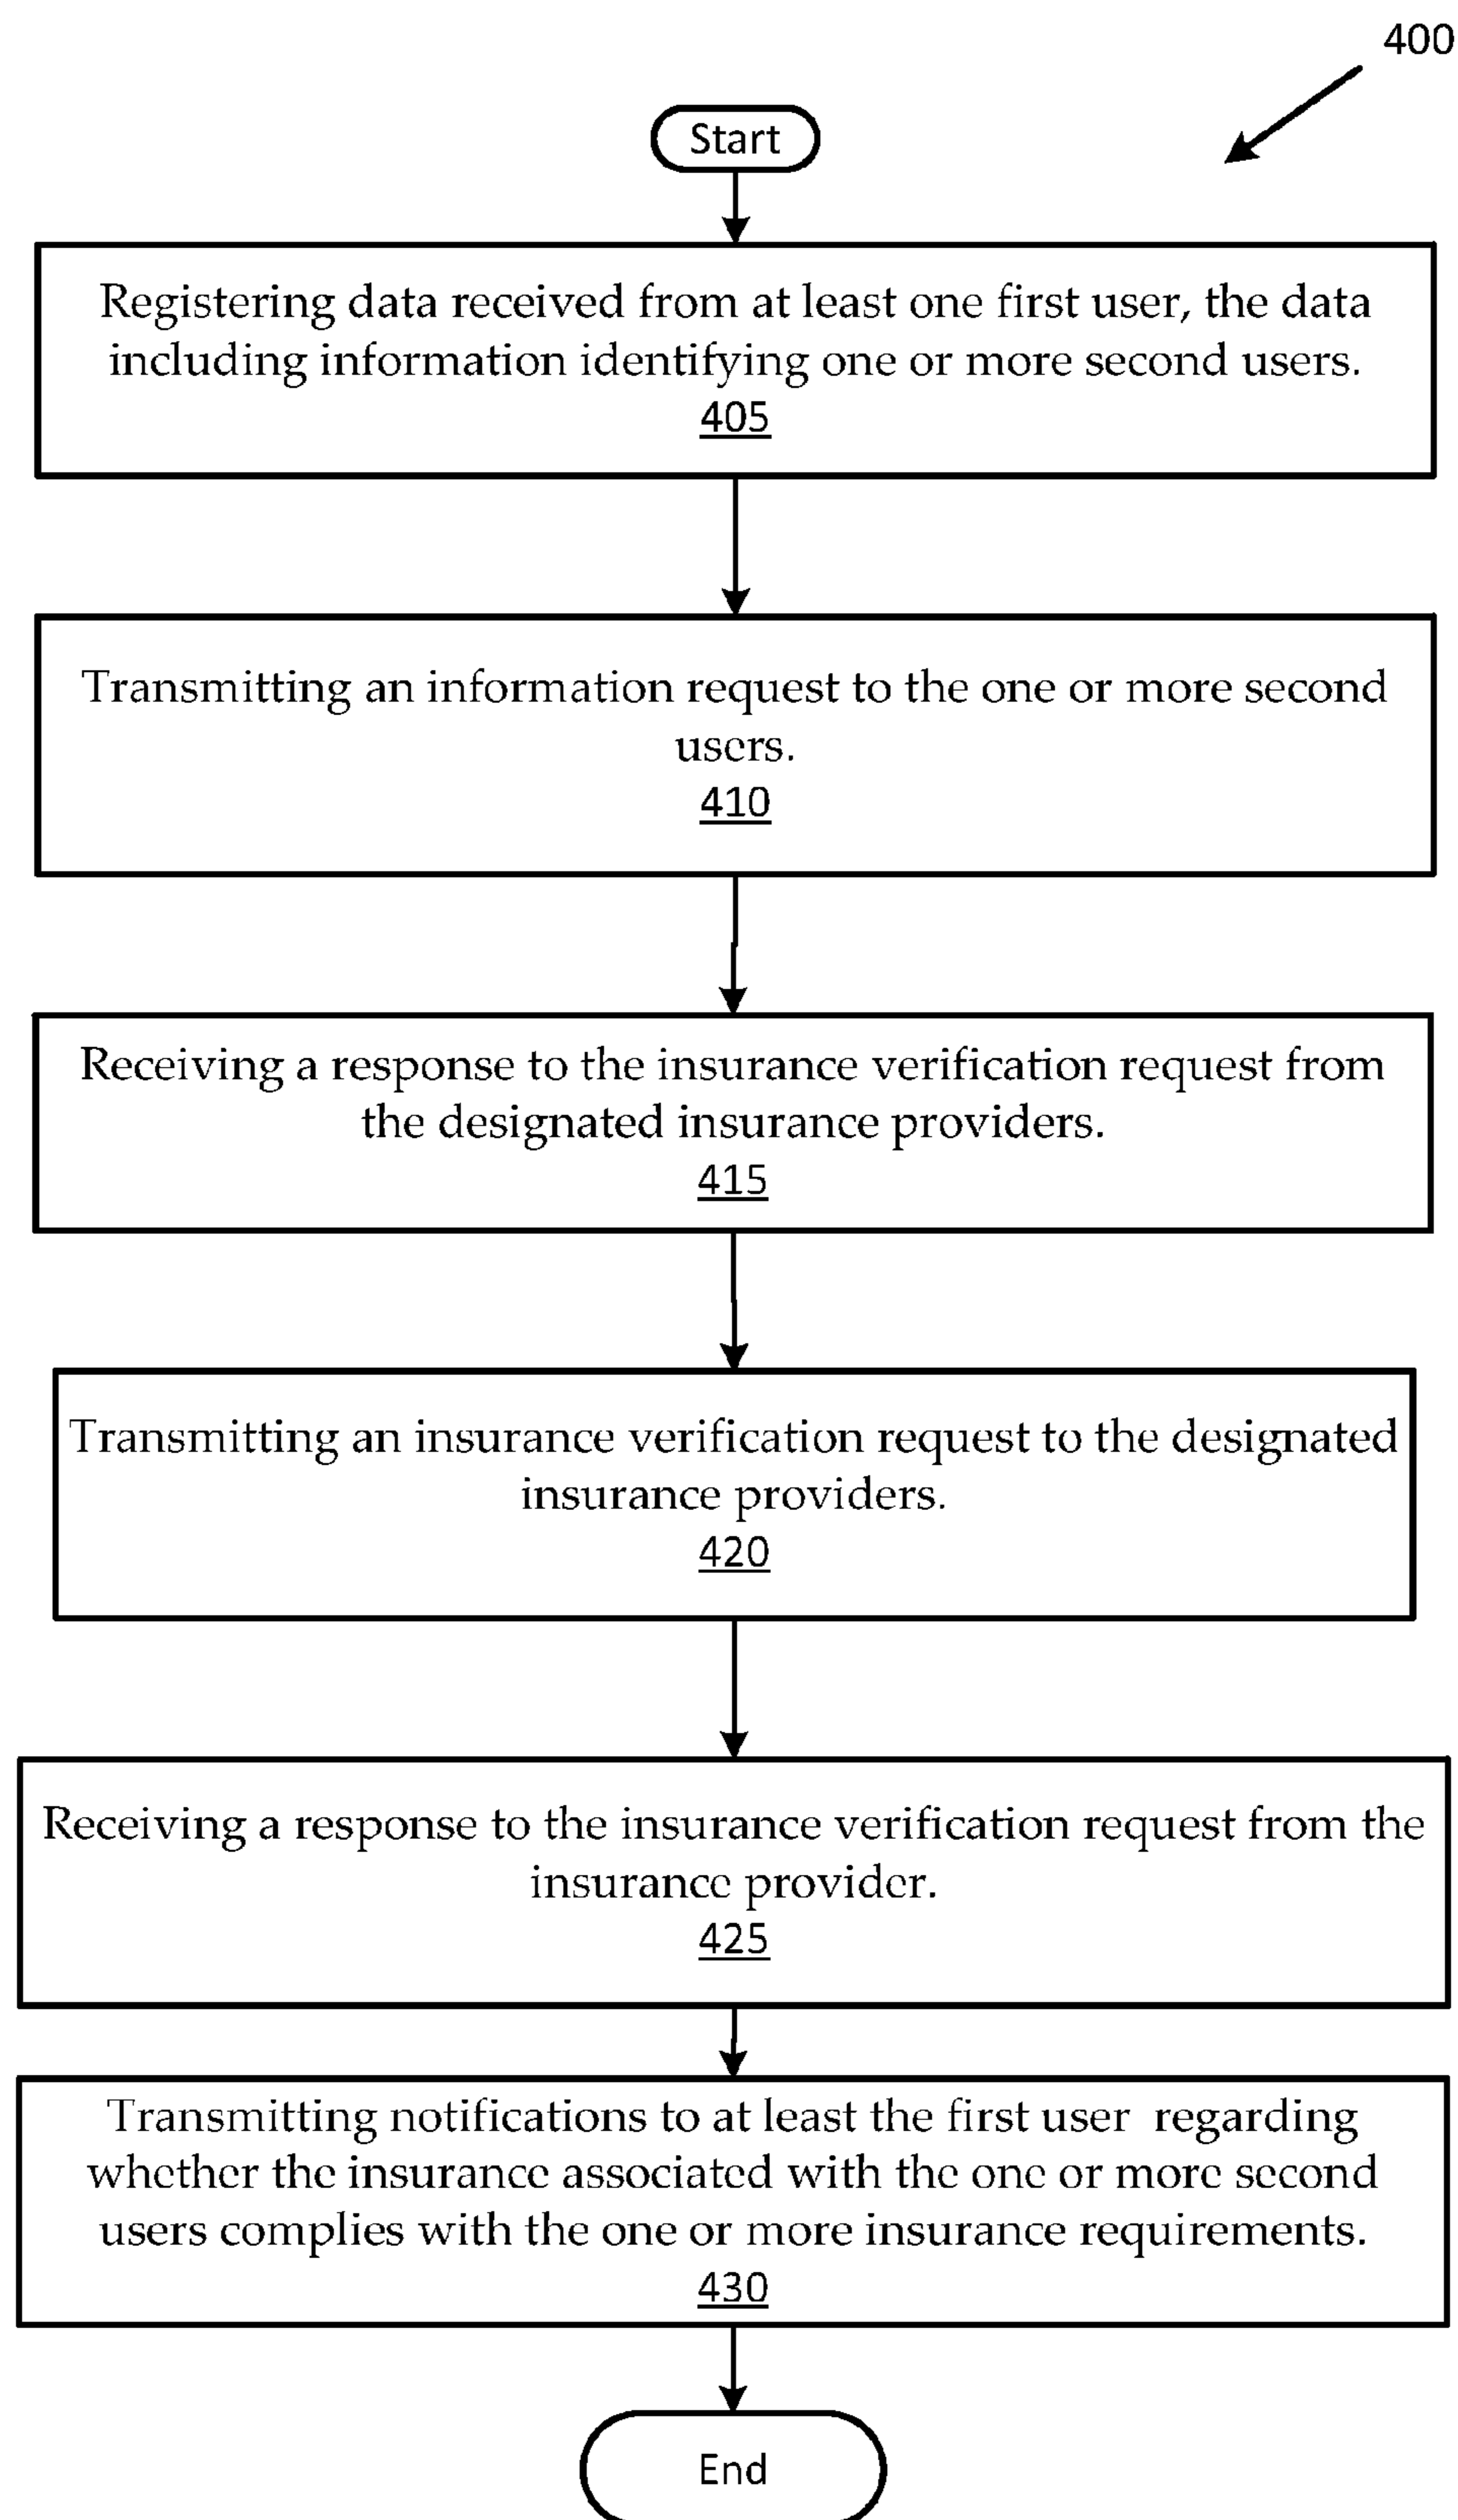 400
Start
Registering data received from at least one first user, the data
including information identifying one or more second users.
405
Transmitting an information request to the one or more second
users.
410
Receiving a response to the insurance verification request from
the designated insurance providers.
415
Transmitting an insurance verification request to the designated
insurance providers.
420
Receiving a response to the insurance verification request from the
insurance provider.
425
Transmitting notifications to at least the first user regarding
whether the insurance associated with the one or more second
users complies with the one or more insurance requirements.
430
End